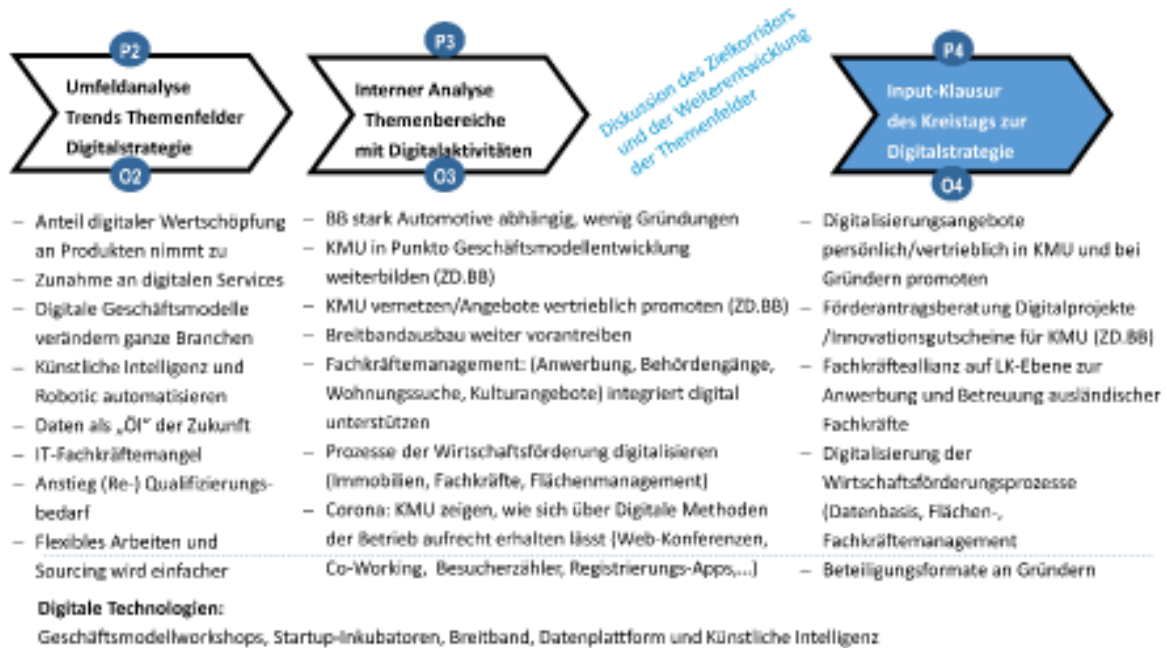 P2
Umfeldanalyse
Trends Themenfelder
Digitalstrategie
O2
– Anteil digitaler Wertschöpfung
an Produkten nimmt zu
– Zunahme an digitalen Services
– Digitale Geschäftsmodelle
verändern ganze Branchen
– Künstliche Intelligenz und
Robotic automatisieren
– Daten als „Öl“ der Zukunft
– IT-Fachkräftemangel
– Anstieg (Re-) Qualifizierungs-
bedarf
– Flexibles Arbeiten und
Sourcing wird einfacher
P3
Interner Analyse
Themenbereiche
mit Digitalaktivitäten
O3
– BB stark Automotive abhängig, wenig Gründungen
– KMU in Punkto Geschäftsmodellentwicklung
weiterbilden (ZD.BB)
– KMU vernetzen/Angebote vertrieblich promoten (ZD.BB)
– Breitbandausbau weiter vorantreiben
– Fachkräftemanagement: (Anwerbung, Behördengänge,
Wohnungssuche, Kulturangebote) integriert digital
unterstützen
– Prozesse der Wirtschaftsförderung digitalisieren
(Immobilien, Fachkräfte, Flächenmanagement)
– Corona: KMU zeigen, wie sich über Digitale Methoden
der Betrieb aufrecht erhalten lässt (Web-Konferenzen,
Co-Working, Besucherzähler, Registrierungs-Apps,...)
Diskussion des Zielkorridors
und der Weiterentwicklung
der Themenfelder
P4
Input-Klausur
des Kreistags zur
Digitalstrategie
O4
– Digitalisierungsangebote
persönlich/vertrieblich in KMU und bei
Gründern promoten
– Förderantragsberatung Digitalprojekte
/Innovationsgutscheine für KMU (ZD.BB)
– Fachkräfteallianz auf LK-Ebene zur
Anwerbung und Betreuung ausländischer
Fachkräfte
– Digitalisierung der
Wirtschaftsförderungsprozesse
(Datenbasis, Flächen-,
Fachkräftemanagement
– Beteiligungsformate an Gründern
Digitale Technologien:
Geschäftsmodellworkshops, Startup-Inkubatoren, Breitband, Datenplattform und Künstliche Intelligenz